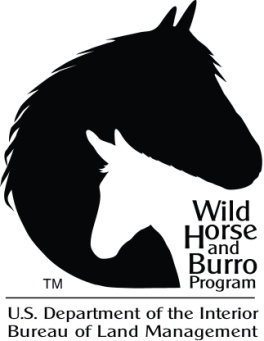 Wild
Horse
and
Burro
Program
TM
U.S. Department of the Interior
Bureau of Land Management